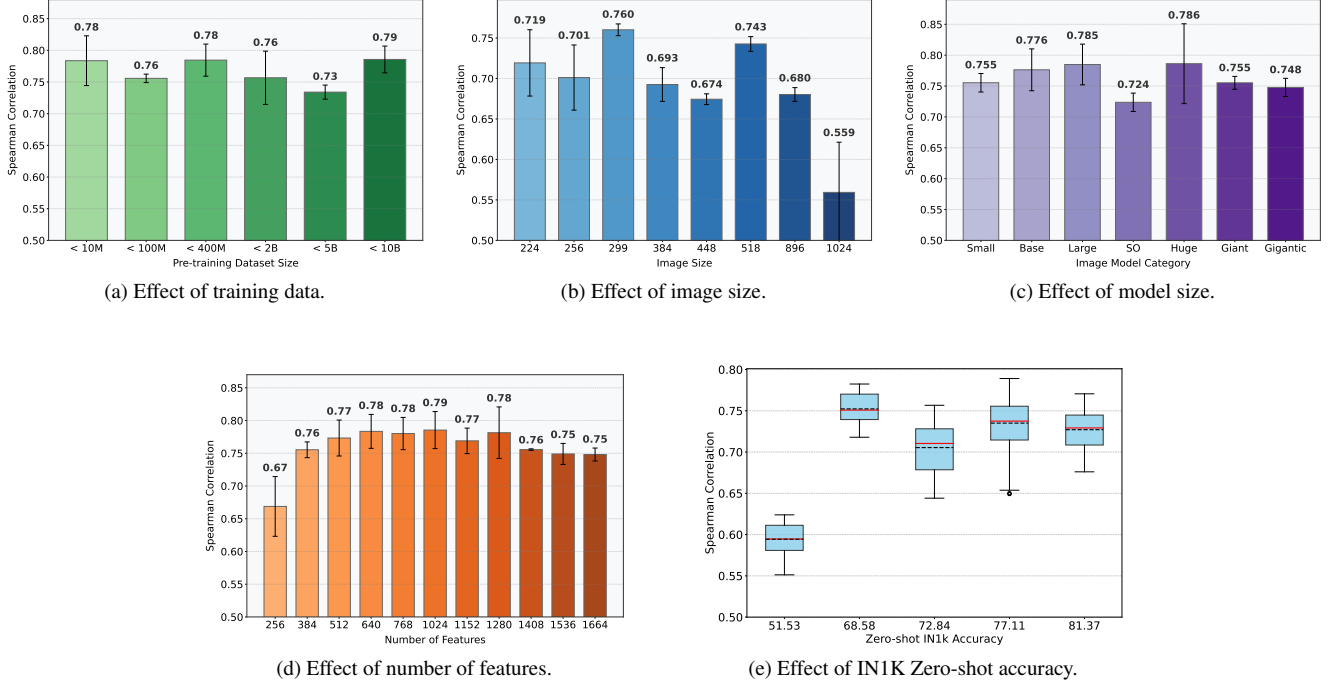 0.78 0.76 0.78 0.76 0.73 0.79
Spearman Correlation
0.85
0.80
0.75
0.70
0.65
0.60
0.55
0.50
< 10M < 100M < 400M < 2B < 5B < 10B
Pre-training Dataset Size
(a) Effect of training data.
0.719 0.701 0.760 0.693 0.674 0.743 0.680 0.559
Spearman Correlation
0.75
0.70
0.65
0.60
0.55
0.50
224 256 299 384 448 518 896 1024
Image Size
(b) Effect of image size.
0.755 0.776 0.785 0.724 0.786 0.755 0.748
Spearman Correlation
0.85
0.80
0.75
0.70
0.65
0.60
0.55
0.50
Small Base Large SO Huge Giant Gigantic
Image Model Category
(c) Effect of model size.
0.67 0.76 0.77 0.78 0.78 0.79 0.77 0.78 0.76 0.75 0.75
Spearman Correlation
0.85
0.80
0.75
0.70
0.65
0.60
0.55
0.50
256 384 512 640 768 1024 1152 1280 1408 1536 1664
Number of Features
(d) Effect of number of features.
Spearman Correlation
0.80
0.75
0.70
0.65
0.60
0.55
0.50
51.53 68.58 72.84 77.11 81.37
Zero-shot IN1k Accuracy
(e) Effect of IN1K Zero-shot accuracy.